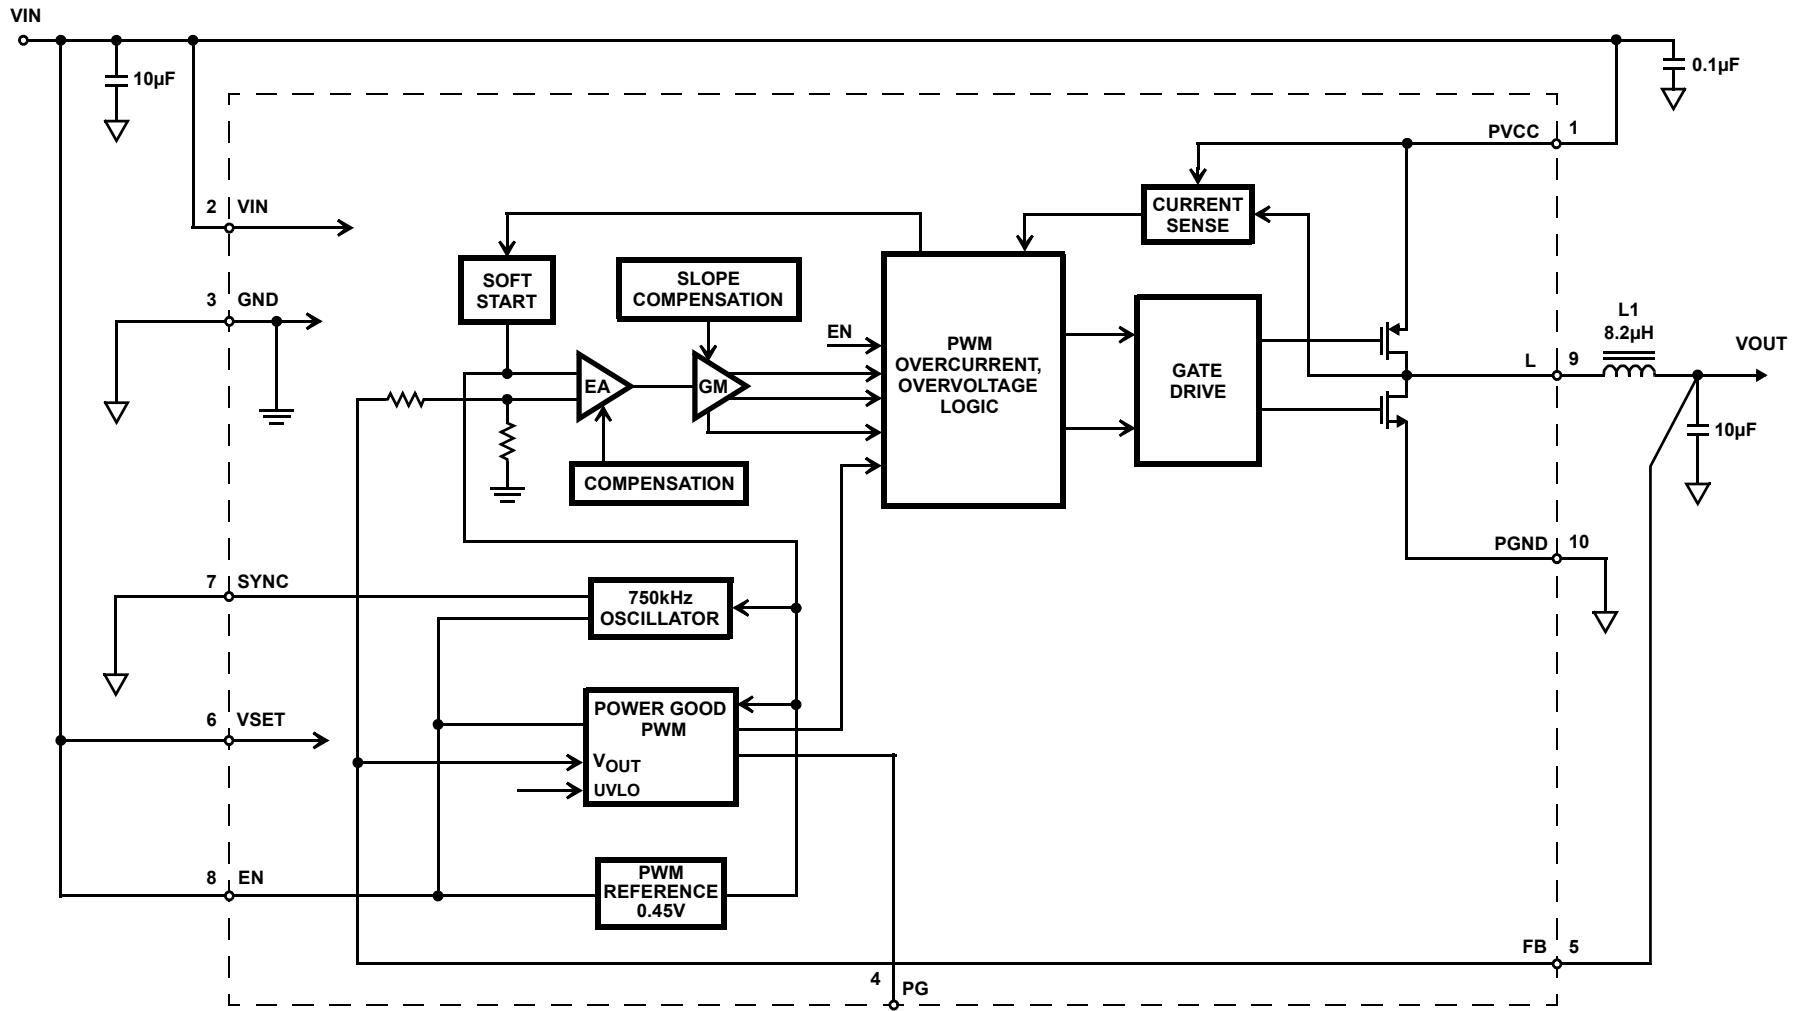 VIN
10µF
0.1µF
PVCC 1
2 VIN
CURRENT
SENSE
SOFT
START
SLOPE
COMPENSATION
3 GND
L1
8.2µH
EN
PWM
OVERCURRENT,
OVERVOLTAGE
LOGIC
GATE
DRIVE
L 9
VOUT
EA
GM
10µF
COMPENSATION
PGND 10
7 SYNC
750kHz
OSCILLATOR
6 VSET
POWER GOOD
PWM
VOUT
UVLO
8 EN
PWM
REFERENCE
0.45V
FB 5
4 PG